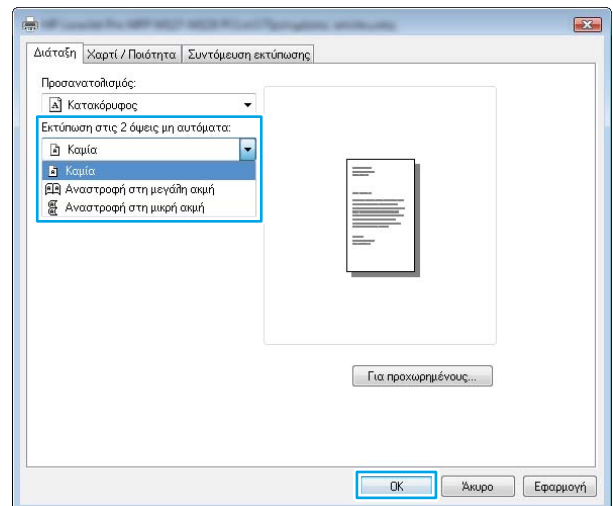 Διάταξη
Χαρτί / Ποιότητα
Συντόμευση εκτύπωσης
Προσανατολισμός:
Κατακόρυφος
Εκτύπωση στις 2 όψεις μη αυτόματα:
Καμία
Καμία
Αναστροφή στη μεγάλη ακμή
Αναστροφή στη μικρή ακμή
Για προχωρημένους...
OK
Άκυρο
Εφαρμογή